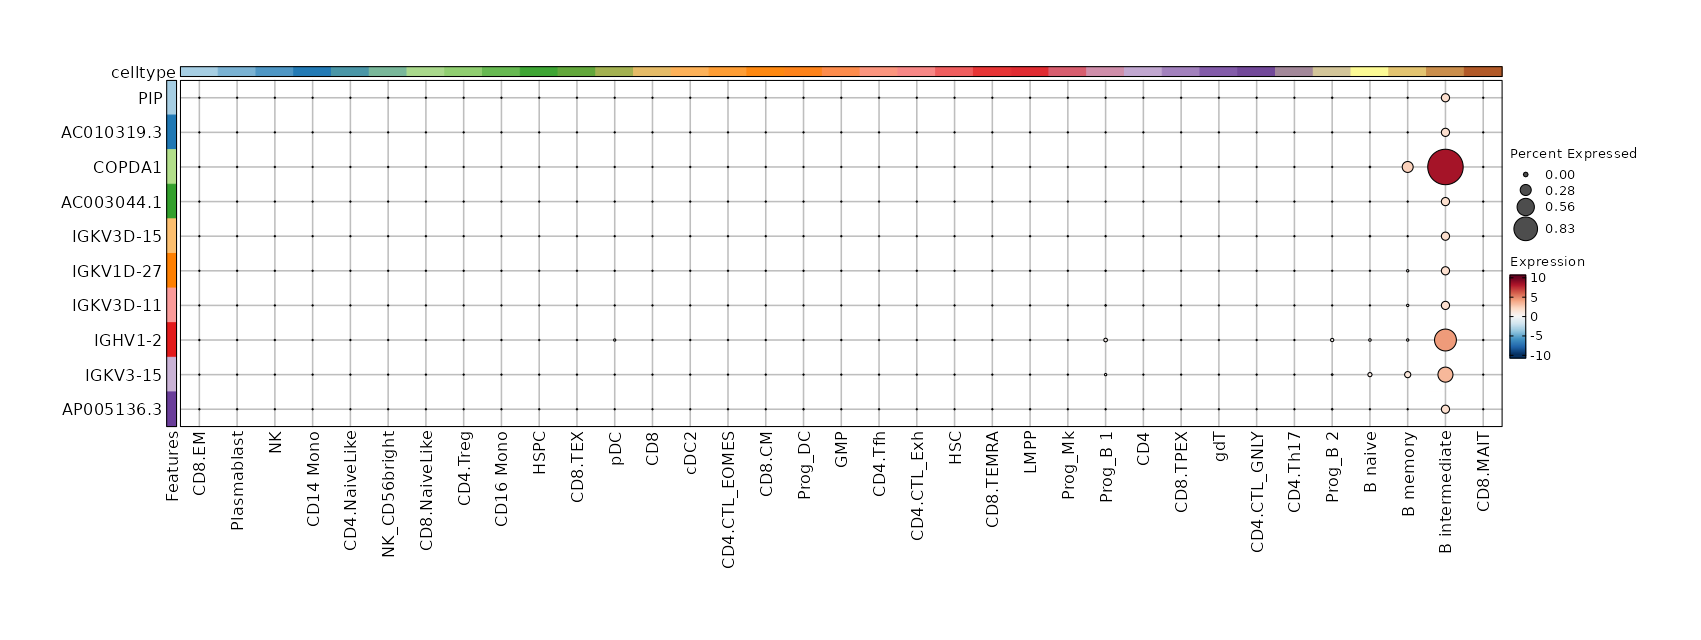 celltype
PIP
AC010319.3
COPDA1
AC003044.1
IGKV3D-15
IGKV1D-27
IGKV3D-11
IGHV1-2
IGKV3-15
AP005136.3
Features
CD8.EM
Plasmablast
NK
CD14 Mono
CD4.NaiveLike
NK_CD56bright
CD8.NaiveLike
CD4.Treg
CD16 Mono
HSPC
CD8.TEX
pDC
CD8
cDC2
CD4.CTL_EOMES
CD8.CM
Prog_DC
GMP
CD4.Tfh
CD4.CTL_Exh
HSC
CD8.TEMRA
LMPP
Prog_Mk
Prog_B 1
CD4
CD8.TPEX
gdT
CD4.CTL_GNLY
CD4.Th17
Prog_B 2
B naive
B memory
B intermediate
CD8.MAIT
Percent Expressed
0.00
0.28
0.56
0.83
Expression
10
5
0
-5
-10